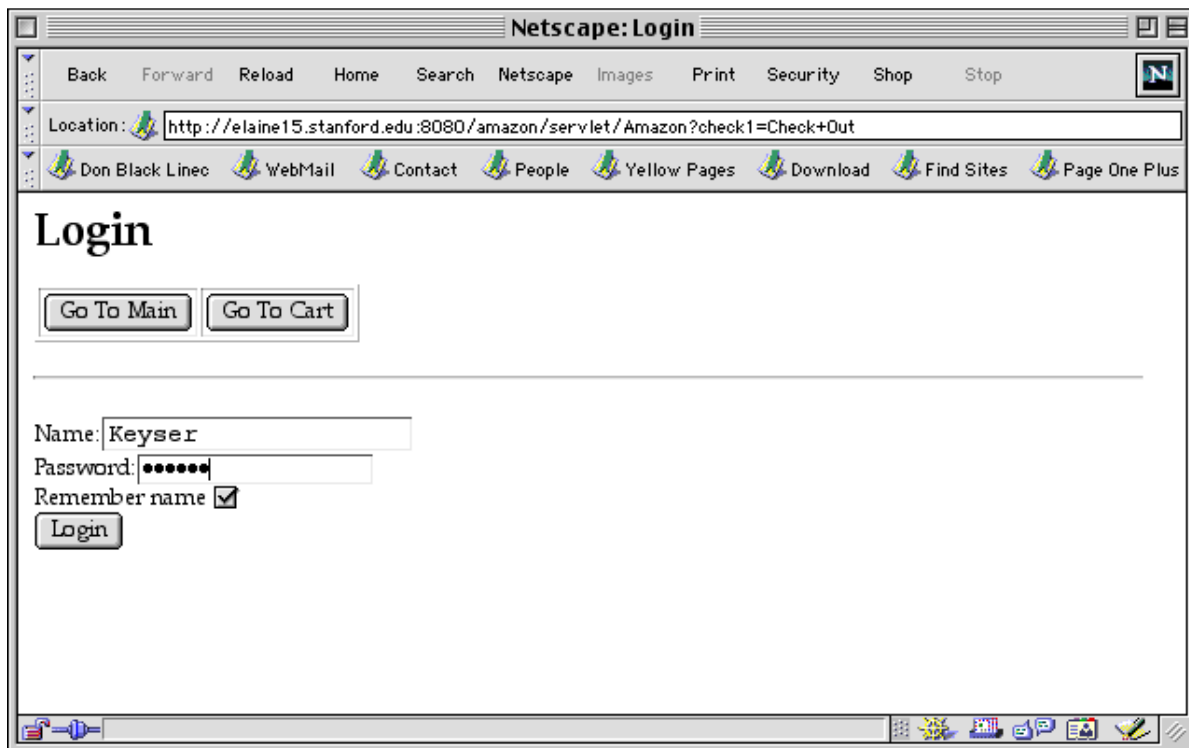 Netscape: Login
Back Forward Reload Home Search Netscape Images Print Security Shop Stop
N
Location: http://elaine15.stanford.edu:8080/amazon/servlet/Amazon?check1=Check+Out
Don Black Linec WebMail Contact People Yellow Pages Download Find Sites Page One Plus
Login
Go To Main Go To Cart
Name: Keyser
Password: ••••••
Remember name
Login